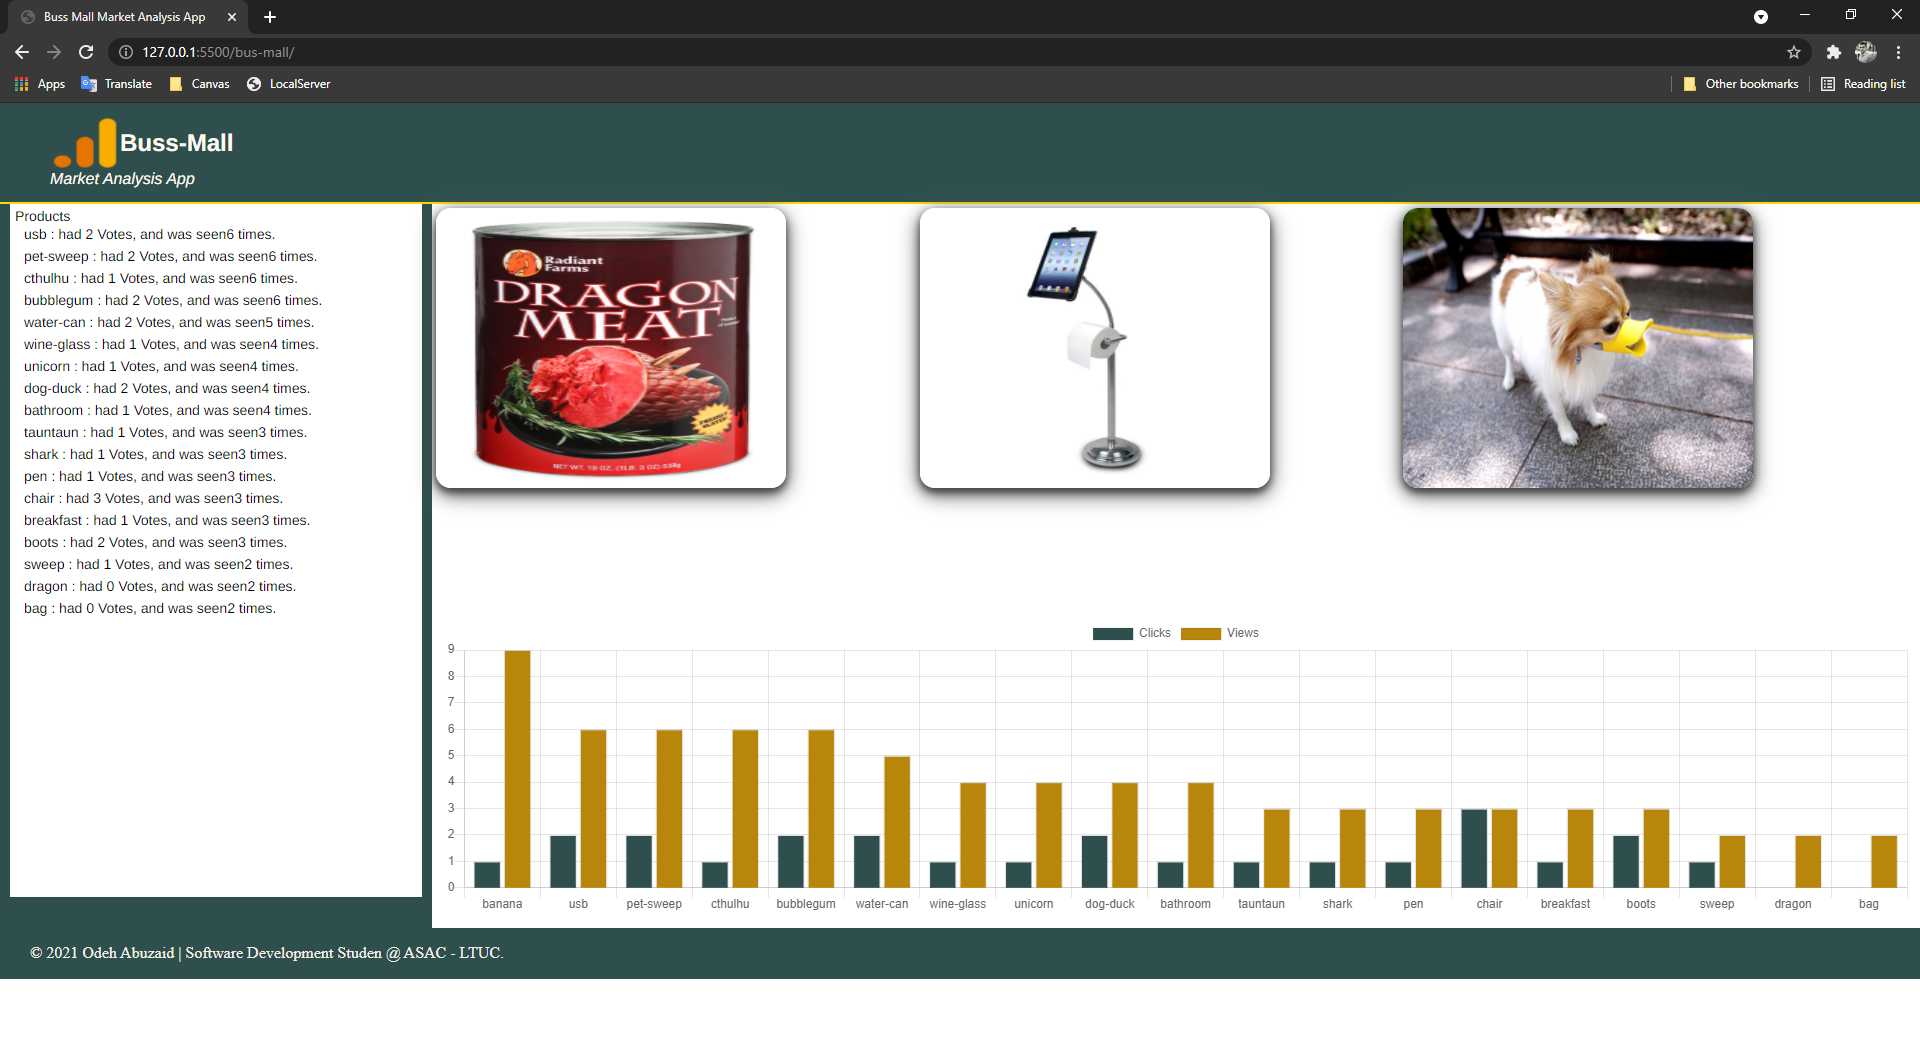 Buss Mall Market Analysis App
127.0.0.1:5500/bus-mall/
Apps Translate Canvas LocalServer Other bookmarks Reading list
Buss-Mall
Market Analysis App
Products
usb : had 2 Votes, and was seen6 times.
pet-sweep : had 2 Votes, and was seen6 times.
cthulhu : had 1 Votes, and was seen6 times.
bubblegum : had 2 Votes, and was seen6 times.
water-can : had 2 Votes, and was seen5 times.
wine-glass : had 1 Votes, and was seen4 times.
unicorn : had 1 Votes, and was seen4 times.
dog-duck : had 2 Votes, and was seen4 times.
bathroom : had 1 Votes, and was seen4 times.
tauntaun : had 1 Votes, and was seen3 times.
shark : had 1 Votes, and was seen3 times.
pen : had 1 Votes, and was seen3 times.
chair : had 3 Votes, and was seen3 times.
breakfast : had 1 Votes, and was seen3 times.
boots : had 2 Votes, and was seen3 times.
sweep : had 1 Votes, and was seen2 times.
dragon : had 0 Votes, and was seen2 times.
bag : had 0 Votes, and was seen2 times.
Radiant
Farms
DRAGON
MEAT
NET WT. 19 OZ. (1LB. 3 OZ)
Clicks Views
9
8
7
6
5
4
3
2
1
0
banana usb pet-sweep cthulhu bubblegum water-can wine-glass unicorn dog-duck bathroom tauntaun shark pen chair breakfast boots sweep dragon bag
© 2021 Odeh Abuzaid | Software Development Studen @ ASAC - LTUC.